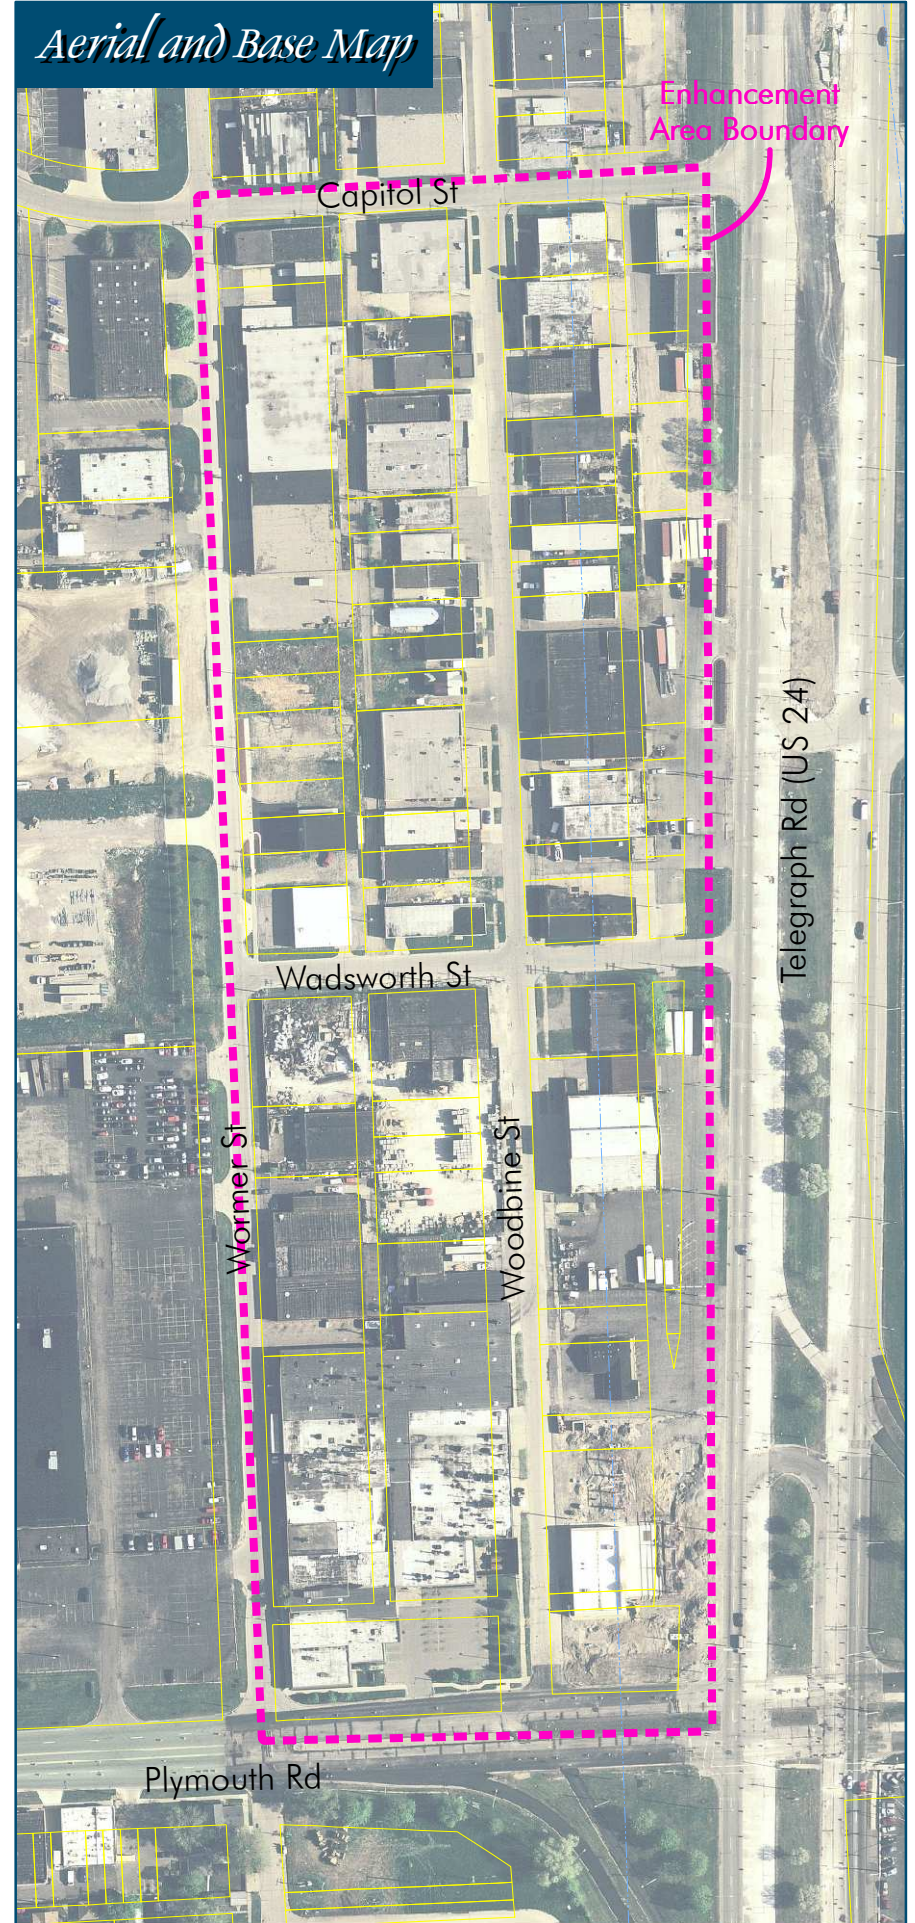 Aerial and Base Map
Enhancement
Area Boundary
Capitol St
Telegraph Rd (US 24)
Wadsworth St
Wormer St
Woodbine St
Plymouth Rd